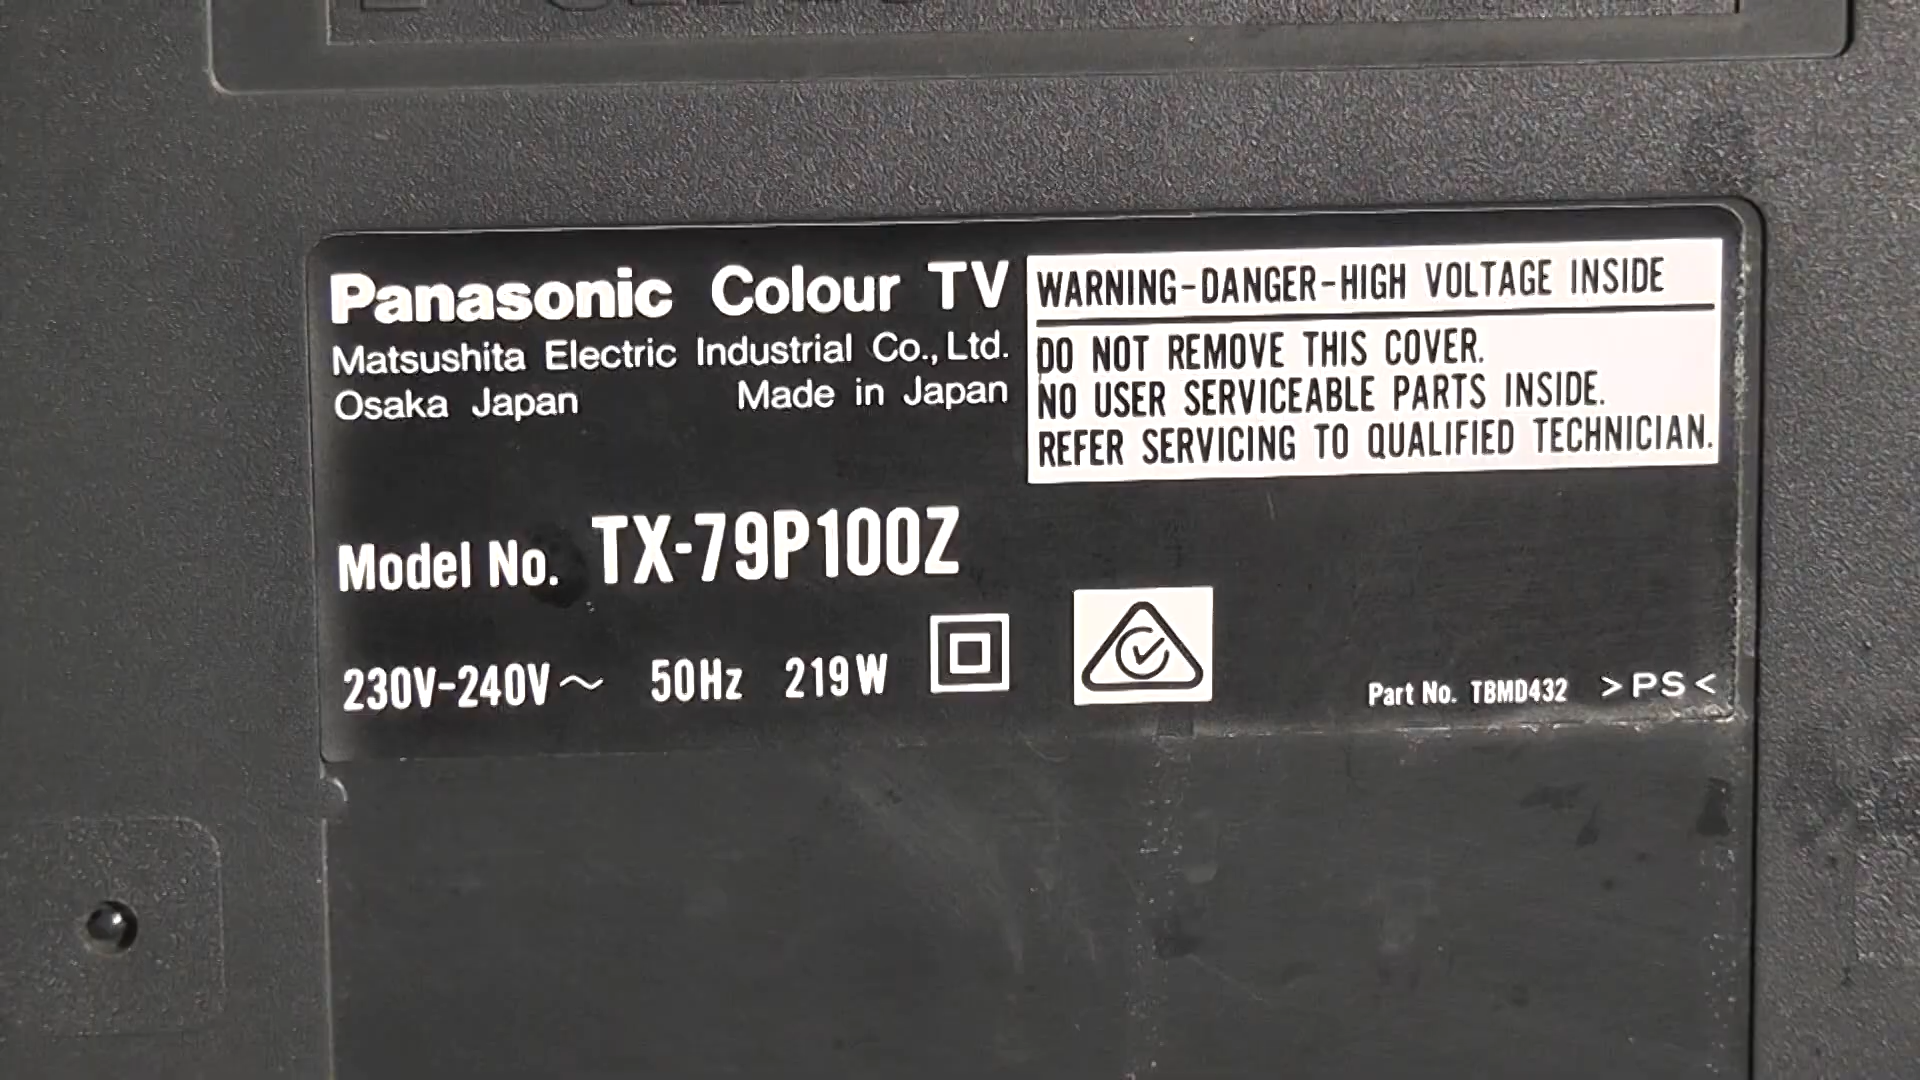 Panasonic Colour TV
Matsushita Electric Industrial Co., Ltd.
Osaka Japan Made in Japan
WARNING-DANGER-HIGH VOLTAGE INSIDE
DO NOT REMOVE THIS COVER.
NO USER SERVICEABLE PARTS INSIDE.
REFER SERVICING TO QUALIFIED TECHNICIAN.
Model No. TX-79P100Z
230V-240V～ 50Hz 219W
Part No. TBMD432 >PS<